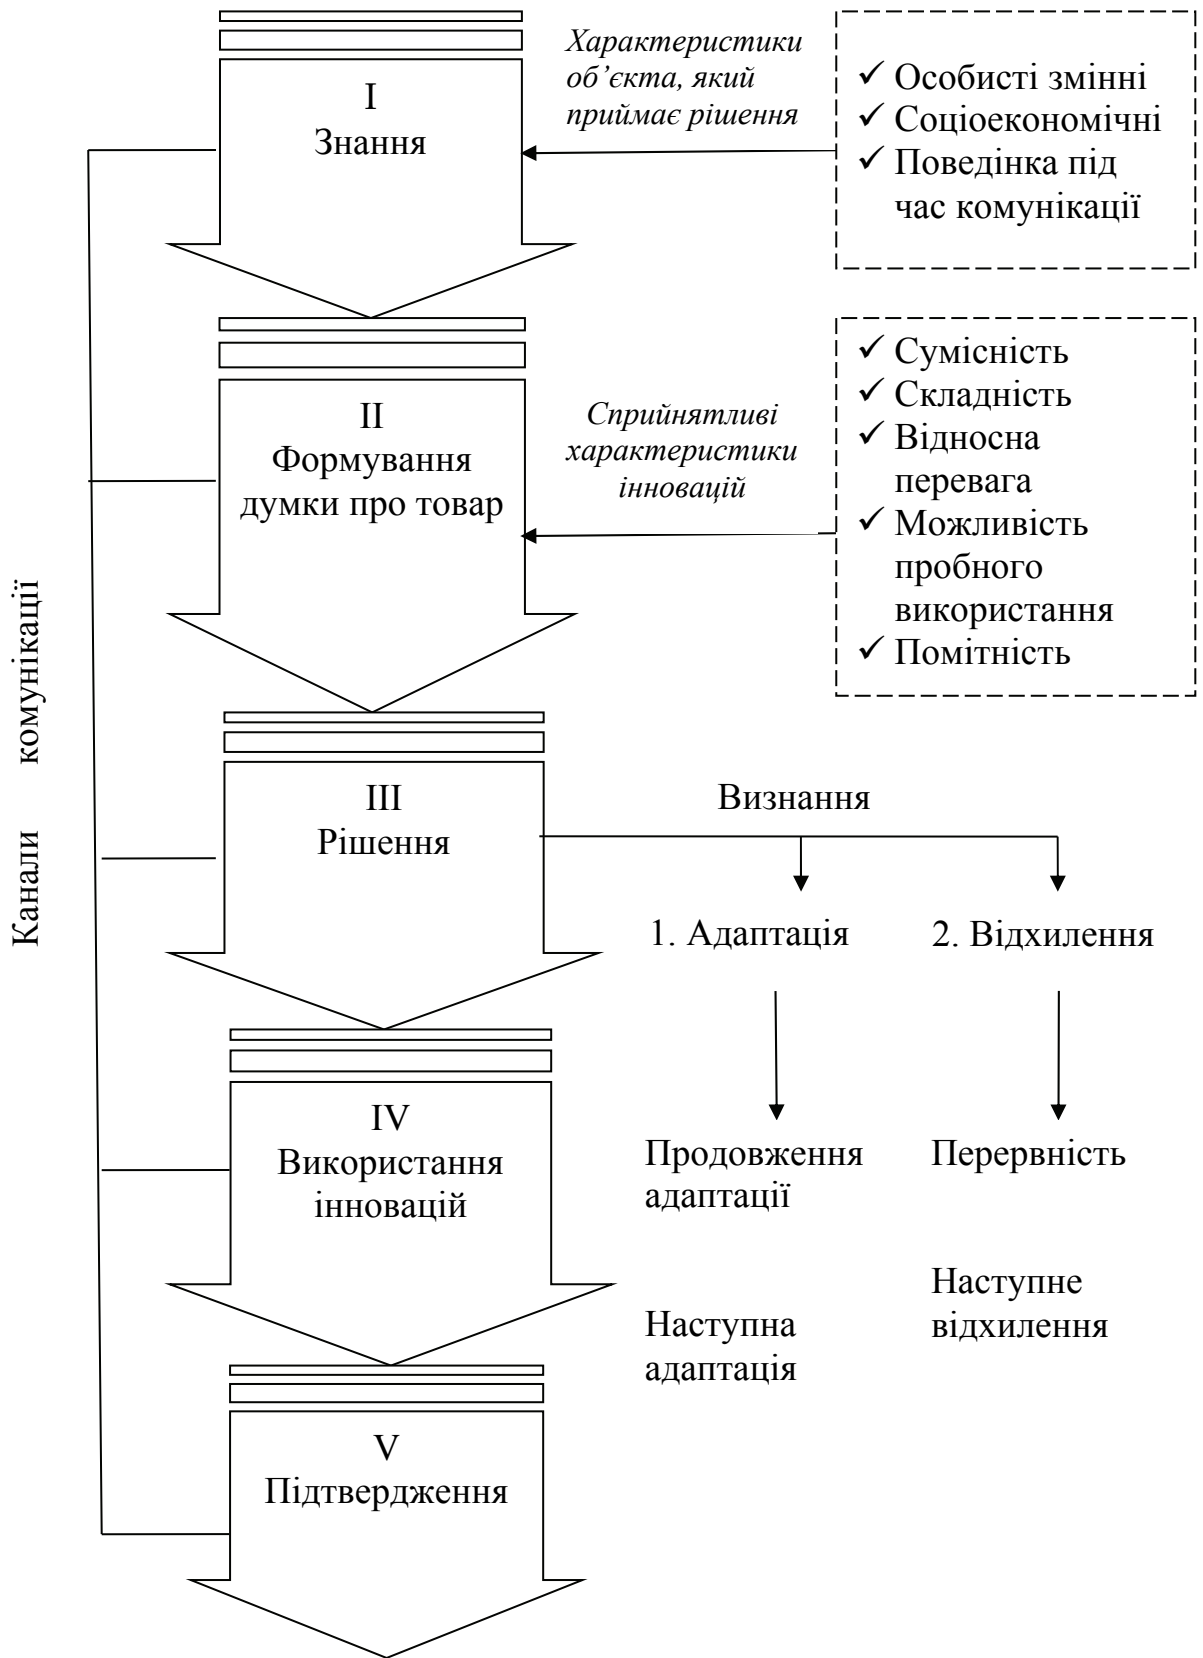 I
Знання
Характеристики
об’єкта, який
приймає рішення
✓ Особисті змінні
✓ Соціоекономічні
✓ Поведінка під
час комунікації
II
Формування
думки про товар
Сприйнятливі
характеристики
інновацій
✓ Сумісність
✓ Складність
✓ Відносна
перевага
✓ Можливість
пробного
використання
✓ Помітність
Канали комунікації
III
Рішення
Визнання
1. Адаптація
2. Відхилення
IV
Використання
інновацій
Продовження
адаптації
Перервність
Наступна
адаптація
Наступне
відхилення
V
Підтвердження